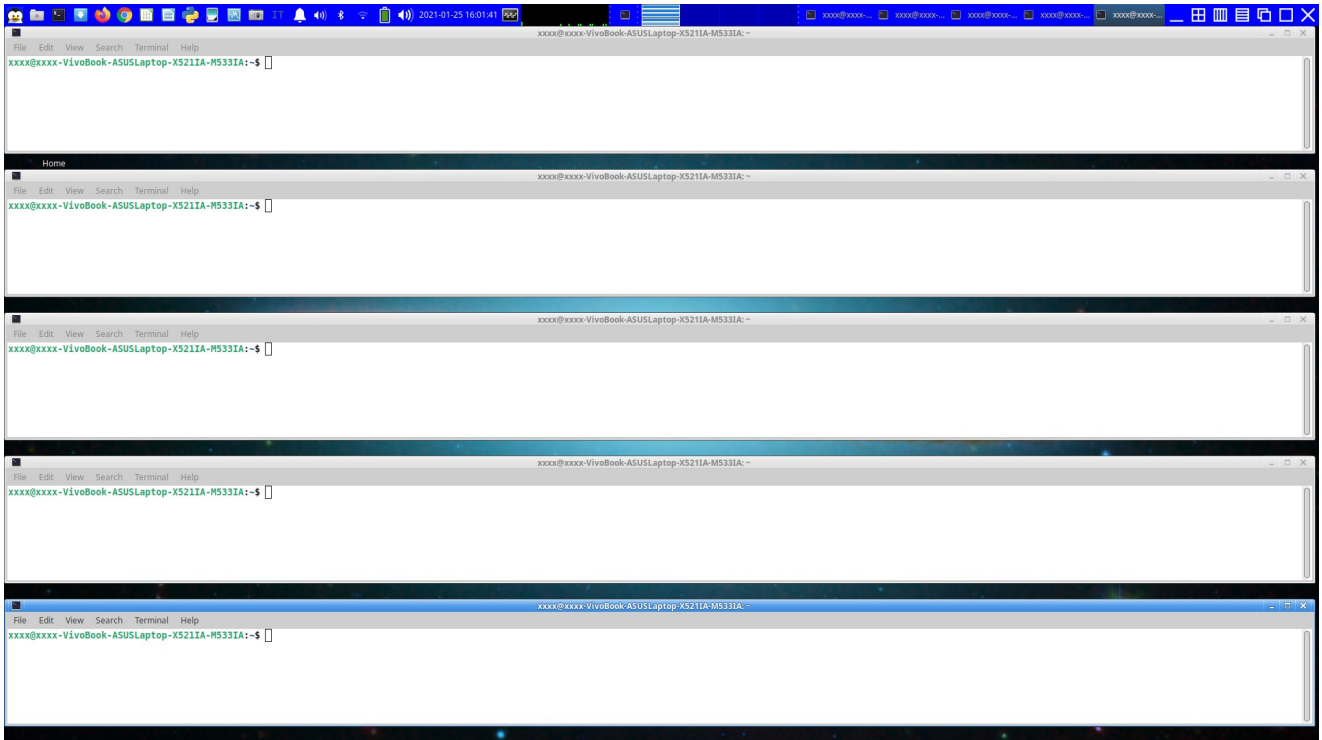 IT 2021-01-25 16:01:41 xxxx@xxxx-... xxxx@xxxx-... xxxx@xxxx-... xxxx@xxxx-... xxxx@xxxx-...
xxxx@xxxx-VivoBook-ASUSLaptop-X521IA-M533IA: ~
File Edit View Search Terminal Help
xxxx@xxxx-VivoBook-ASUSLaptop-X521IA-M533IA:~$
Home
xxxx@xxxx-VivoBook-ASUSLaptop-X521IA-M533IA: ~
File Edit View Search Terminal Help
xxxx@xxxx-VivoBook-ASUSLaptop-X521IA-M533IA:~$
xxxx@xxxx-VivoBook-ASUSLaptop-X521IA-M533IA: ~
File Edit View Search Terminal Help
xxxx@xxxx-VivoBook-ASUSLaptop-X521IA-M533IA:~$
xxxx@xxxx-VivoBook-ASUSLaptop-X521IA-M533IA: ~
File Edit View Search Terminal Help
xxxx@xxxx-VivoBook-ASUSLaptop-X521IA-M533IA:~$
xxxx@xxxx-VivoBook-ASUSLaptop-X521IA-M533IA: ~
File Edit View Search Terminal Help
xxxx@xxxx-VivoBook-ASUSLaptop-X521IA-M533IA:~$